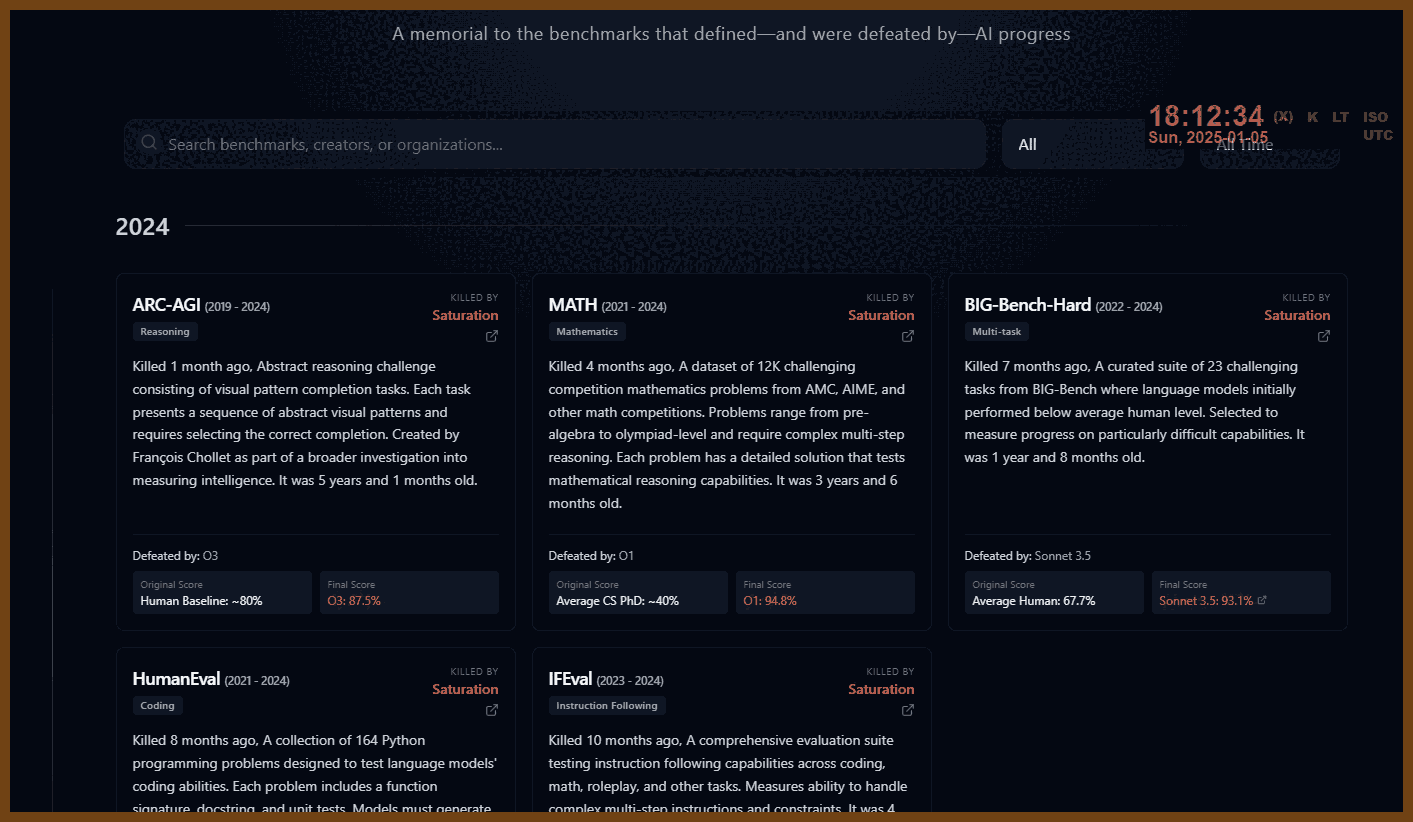 A memorial to the benchmarks that defined—and were defeated by—AI progress
18:12:34 (X) K LT ISO
Sun, 2025-01-05 UTC
Search benchmarks, creators, or organizations...
All
All Time
2024
ARC-AGI (2019 - 2024)
KILLED BY
Saturation
Reasoning
Killed 1 month ago, Abstract reasoning challenge
consisting of visual pattern completion tasks. Each task
presents a sequence of abstract visual patterns and
requires selecting the correct completion. Created by
François Chollet as part of a broader investigation into
measuring intelligence. It was 5 years and 1 months old.
Defeated by: O3
Original Score
Human Baseline: ~80%
Final Score
O3: 87.5%
MATH (2021 - 2024)
KILLED BY
Saturation
Mathematics
Killed 4 months ago, A dataset of 12K challenging
competition mathematics problems from AMC, AIME, and
other math competitions. Problems range from pre-
algebra to olympiad-level and require complex multi-step
reasoning. Each problem has a detailed solution that tests
mathematical reasoning capabilities. It was 3 years and 6
months old.
Defeated by: O1
Original Score
Average CS PhD: ~40%
Final Score
O1: 94.8%
BIG-Bench-Hard (2022 - 2024)
KILLED BY
Saturation
Multi-task
Killed 7 months ago, A curated suite of 23 challenging
tasks from BIG-Bench where language models initially
performed below average human level. Selected to
measure progress on particularly difficult capabilities. It
was 1 year and 8 months old.
Defeated by: Sonnet 3.5
Original Score
Average Human: 67.7%
Final Score
Sonnet 3.5: 93.1%
HumanEval (2021 - 2024)
KILLED BY
Saturation
Coding
Killed 8 months ago, A collection of 164 Python
programming problems designed to test language models'
coding abilities. Each problem includes a function
signature, docstring, and unit tests. Models must generate
IFEval (2023 - 2024)
KILLED BY
Saturation
Instruction Following
Killed 10 months ago, A comprehensive evaluation suite
testing instruction following capabilities across coding,
math, roleplay, and other tasks. Measures ability to handle
complex multi-step instructions and constraints. It was 4